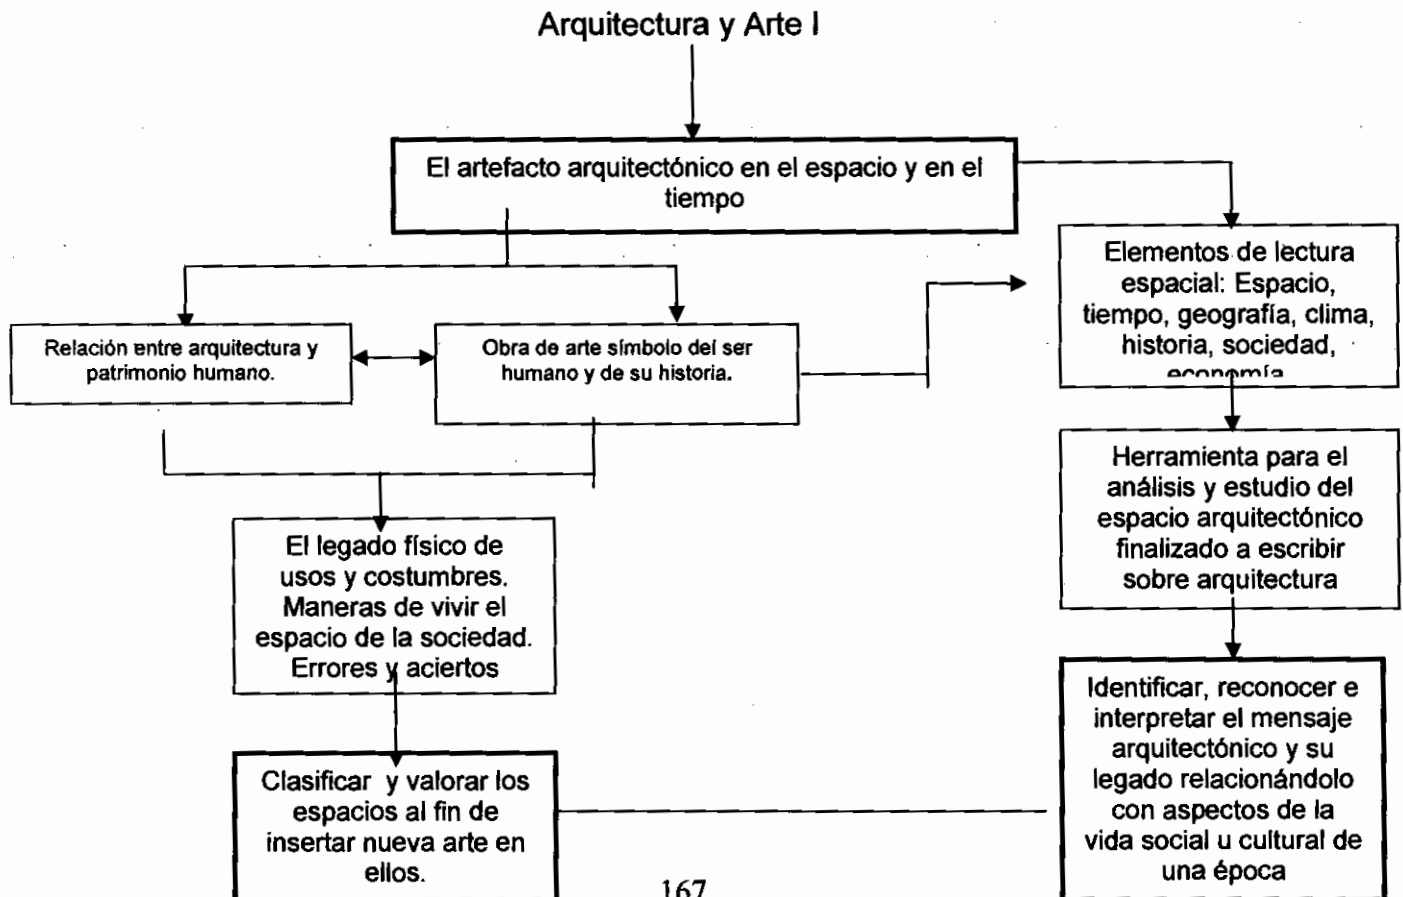 Arquitectura y Arte I
El artefacto arquitectónico en el espacio y en el
tiempo
Elementos de lectura
espacial: Espacio,
tiempo, geografía, clima,
historia, sociedad,
economía
Relación entre arquitectura y
patrimonio humano.
Obra de arte símbolo del ser
humano y de su historia.
Herramienta para el
análisis y estudio del
espacio arquitectónico
finalizado a escribir
sobre arquitectura
El legado físico de
usos y costumbres.
Maneras de vivir el
espacio de la sociedad.
Errores y aciertos
Identificar, reconocer e
interpretar el mensaje
arquitectónico y su
legado relacionándolo
con aspectos de la
vida social u cultural de
una época
Clasificar y valorar los
espacios al fin de
insertar nueva arte en
ellos.
167